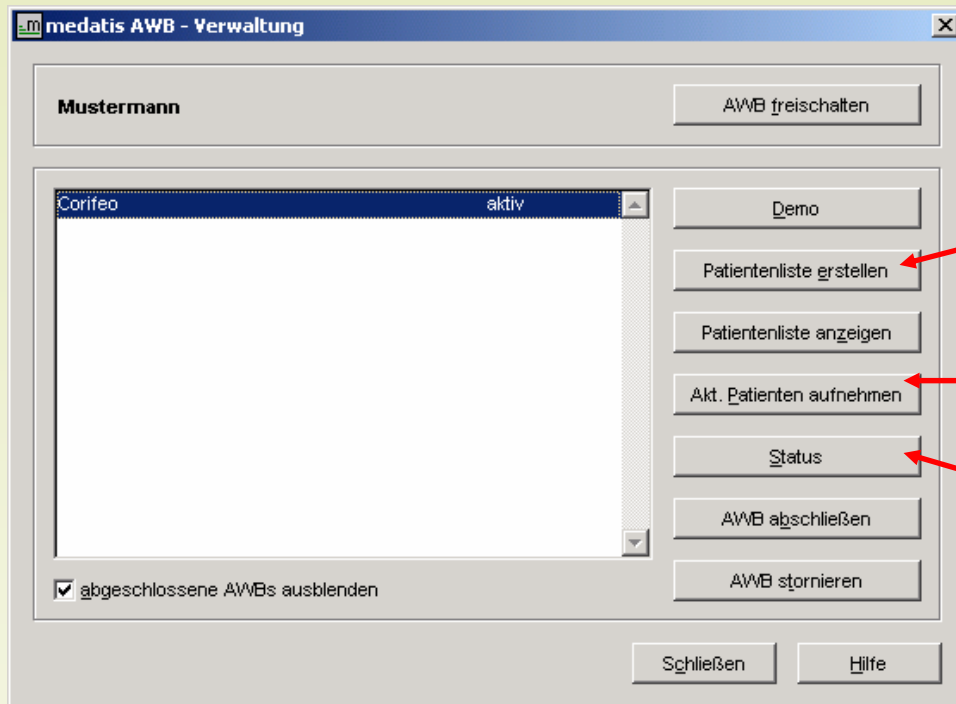 medatis AWB - Verwaltung
Mustermann
AWB freischalten
Corifeo aktiv
Demo
Patientenliste erstellen
Patientenliste anzeigen
Akt. Patienten aufnehmen
Status
AWB abschließen
abgeschlossene AWBs ausblenden
AWB stornieren
Schließen
Hilfe